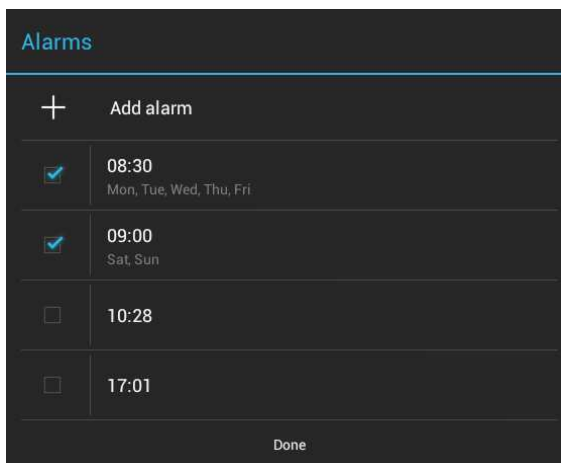 Alarms
Add alarm
08:30
Mon, Tue, Wed, Thu, Fri
09:00
Sat, Sun
10:28
17:01
Done